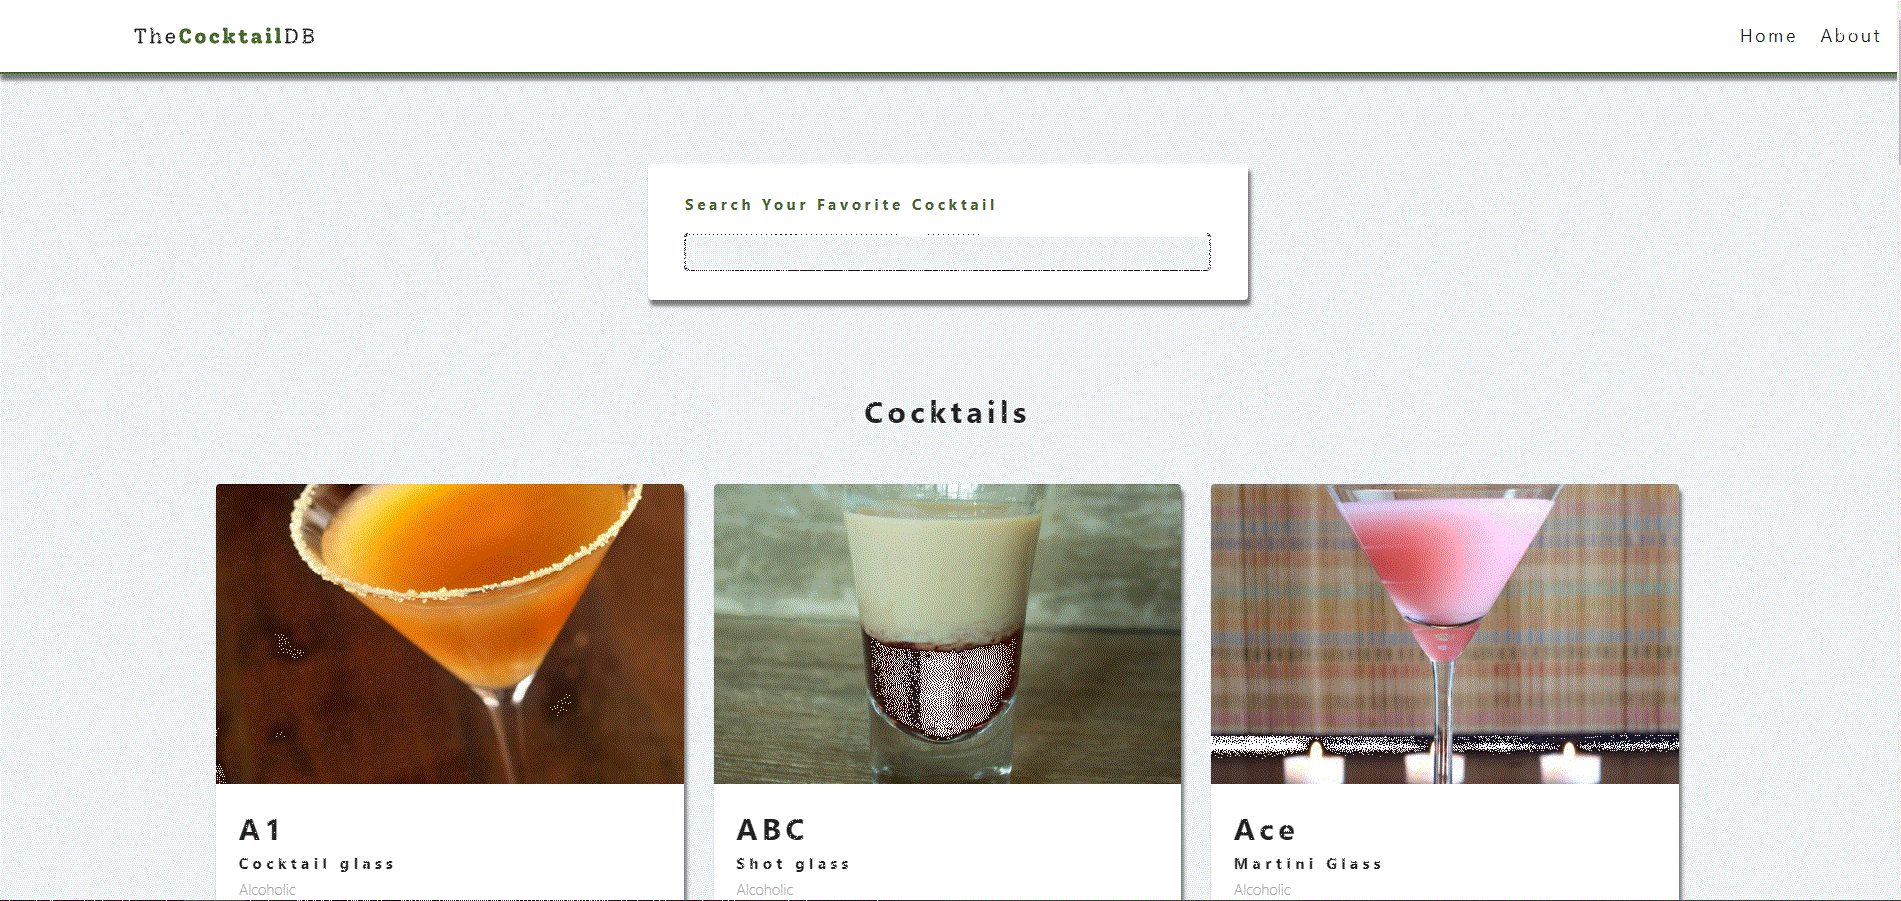 TheCocktailDB
Home About
Search Your Favorite Cocktail
Cocktails
A1
Cocktail glass
Alcoholic
ABC
Shot glass
Alcoholic
Ace
Martini Glass
Alcoholic